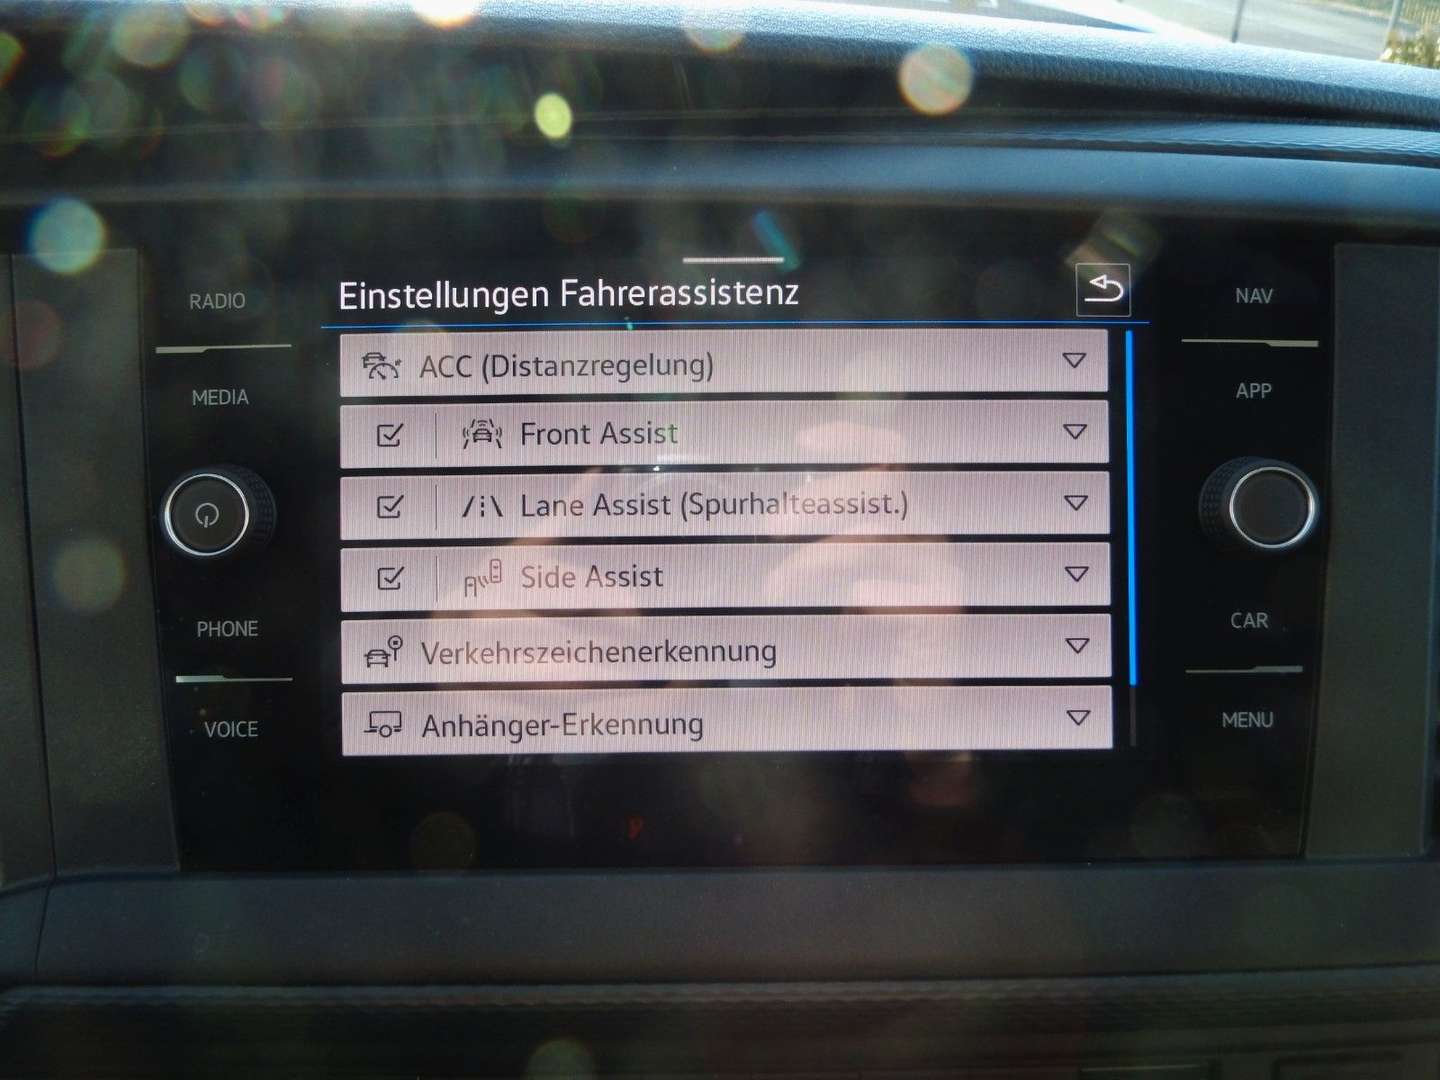 Einstellungen Fahrerassistenz
RADIO
MEDIA
PHONE
VOICE
ACC (Distanzregelung)
Front Assist
Lane Assist (Spurhalteassist.)
Side Assist
Verkehrszeichenerkennung
Anhänger-Erkennung
NAV
APP
CAR
MENU